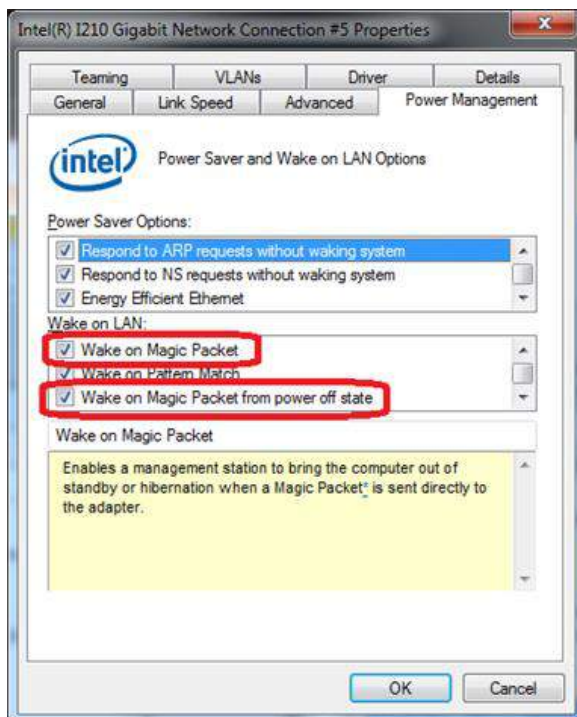 Intel(R) I210 Gigabit Network Connection #5 Properties
Teaming VLANs Driver Details
General Link Speed Advanced Power Management
intel
Power Saver and Wake on LAN Options
Power Saver Options:
Respond to ARP requests without waking system
Respond to NS requests without waking system
Energy Efficient Ethernet
Wake on LAN:
Wake on Magic Packet
Wake on Pattern Match
Wake on Magic Packet from power off state
Wake on Magic Packet
Enables a management station to bring the computer out of
standby or hibernation when a Magic Packet* is sent directly to
the adapter.
OK Cancel